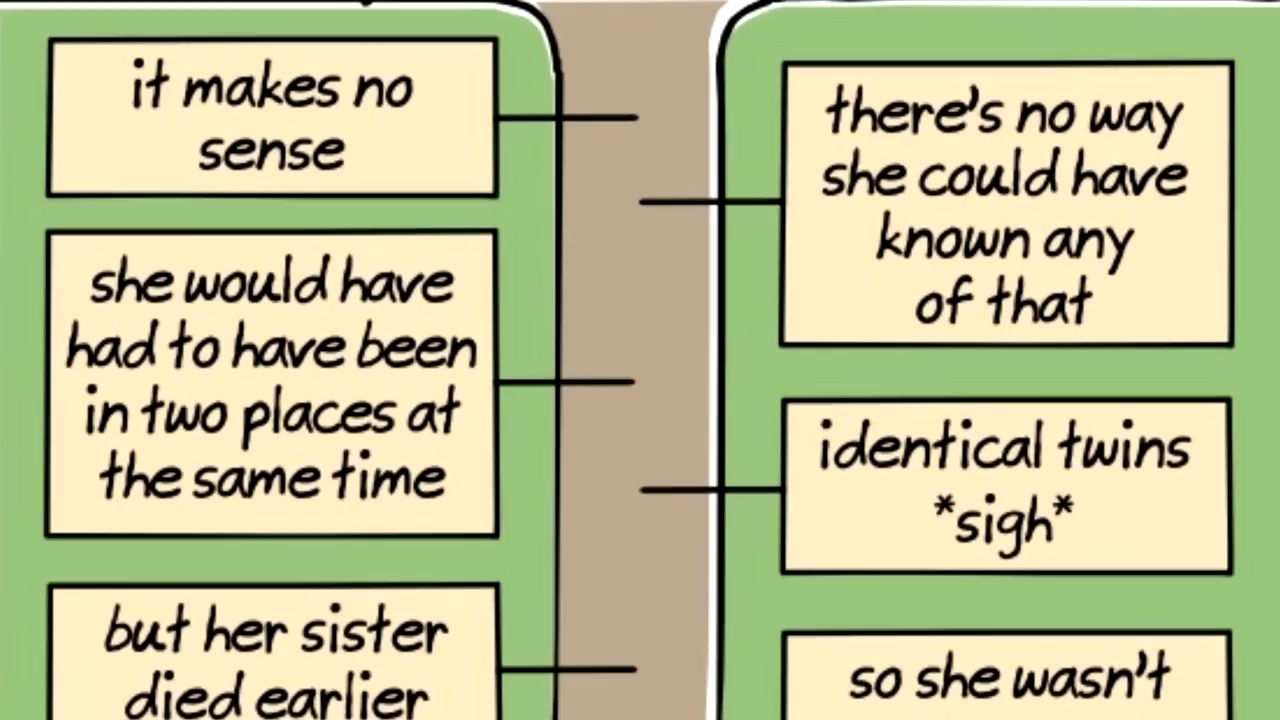 it makes no
sense
there's no way
she could have
known any
of that
she would have
had to have been
in two places at
the same time
identical twins
*sigh*
but her sister
died earlier
so she wasn't